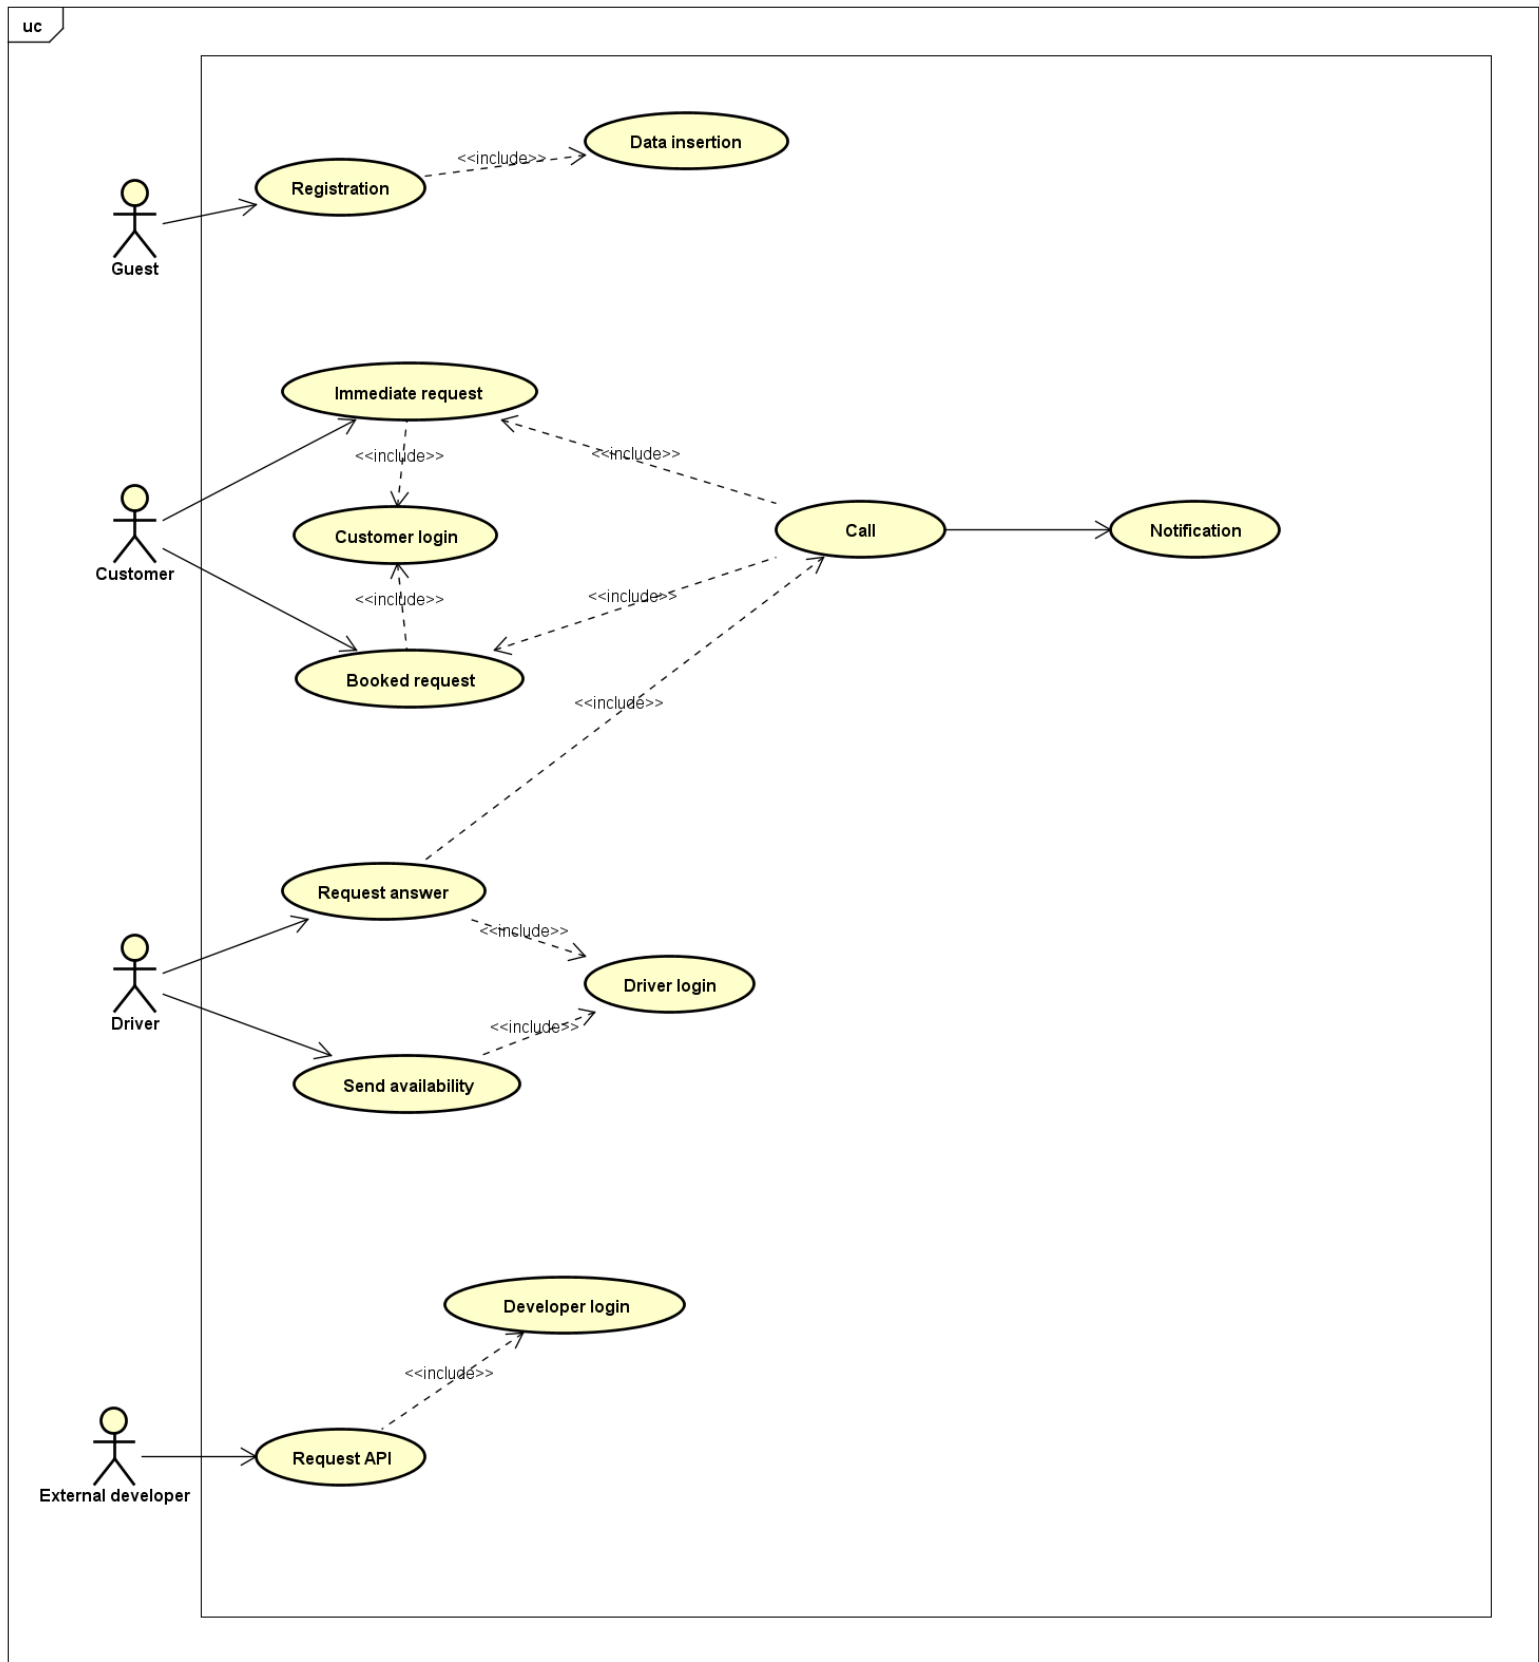 uc
Data insertion
<<include>>
Registration
Guest
Immediate request
<<include>>
<<include>>
Customer login
Call
Notification
Customer
<<include>>
<<include>>
Booked request
<<include>>
Request answer
<<include>>
Driver login
Driver
<<include>>
Send availability
Developer login
<<include>>
Request API
External developer